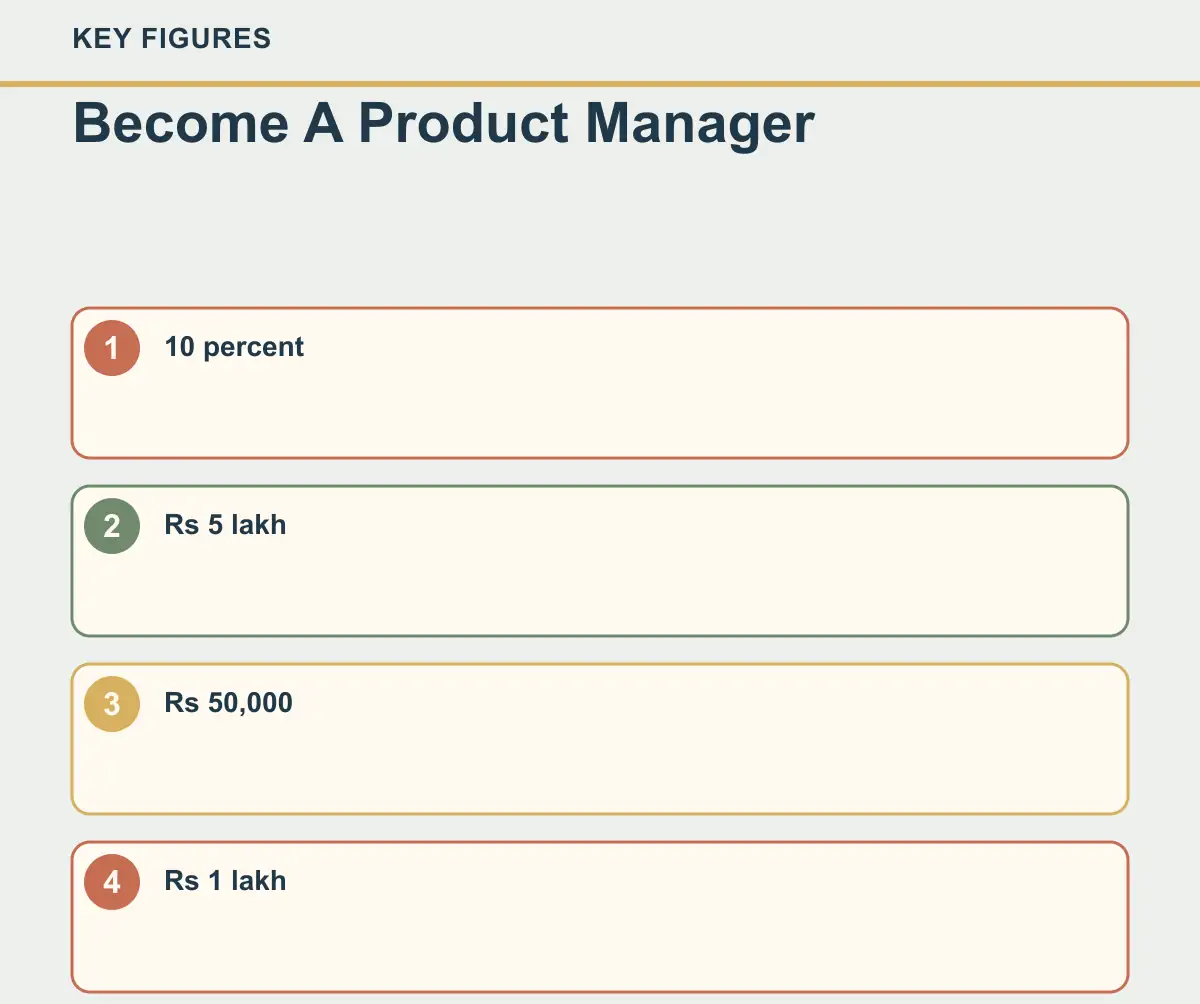 KEY FIGURES
Become A Product Manager
1
10 percent
2
Rs 5 lakh
3
Rs 50,000
4
Rs 1 lakh